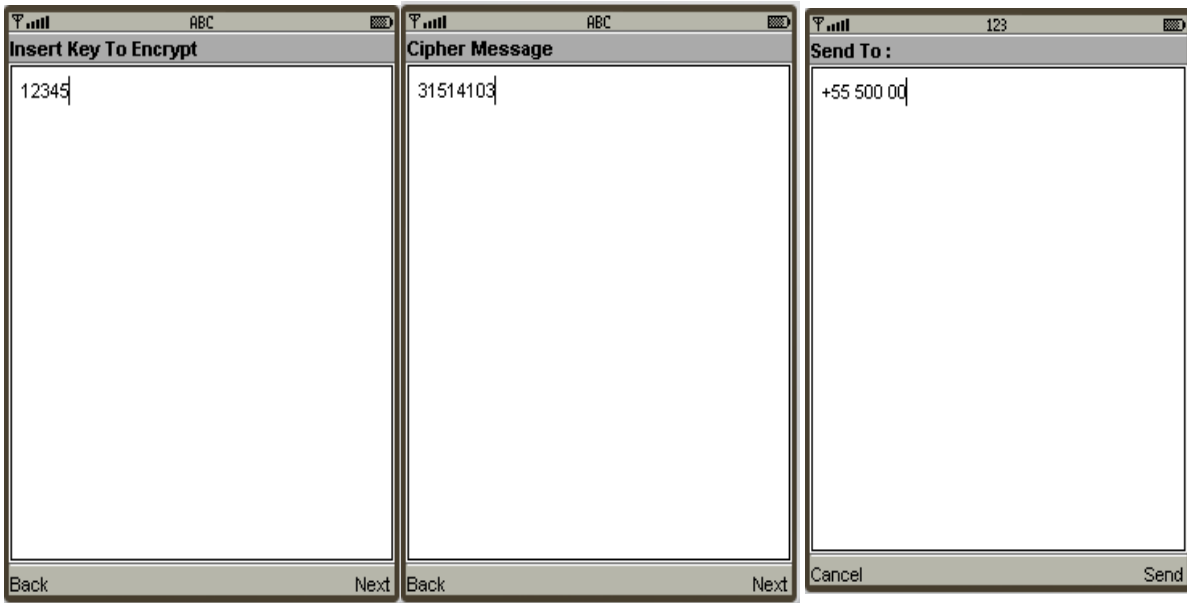 ABC
Insert Key To Encrypt
12345
Back Next
ABC
Cipher Message
31514103
Back Next
123
Send To :
+55 500 00
Cancel Send